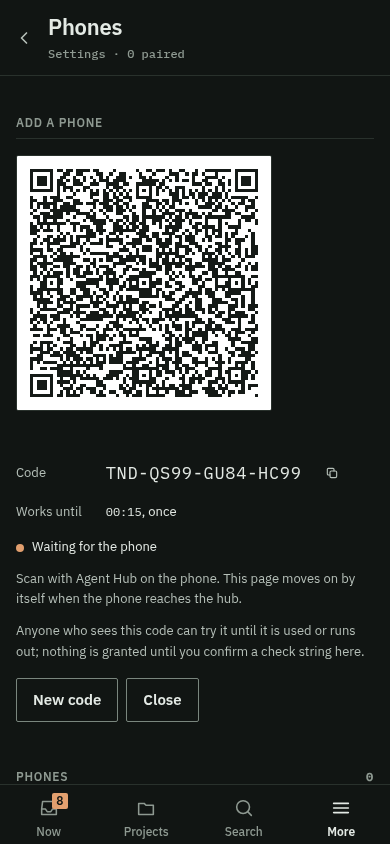 Phones
Settings · 0 paired
ADD A PHONE
Code TND-QS99-GU84-HC99
Works until 00:15, once
Waiting for the phone
Scan with Agent Hub on the phone. This page moves on by
itself when the phone reaches the hub.
Anyone who sees this code can try it until it is used or runs
out; nothing is granted until you confirm a check string here.
New code Close
PHONES 0
8
Now Projects Search More